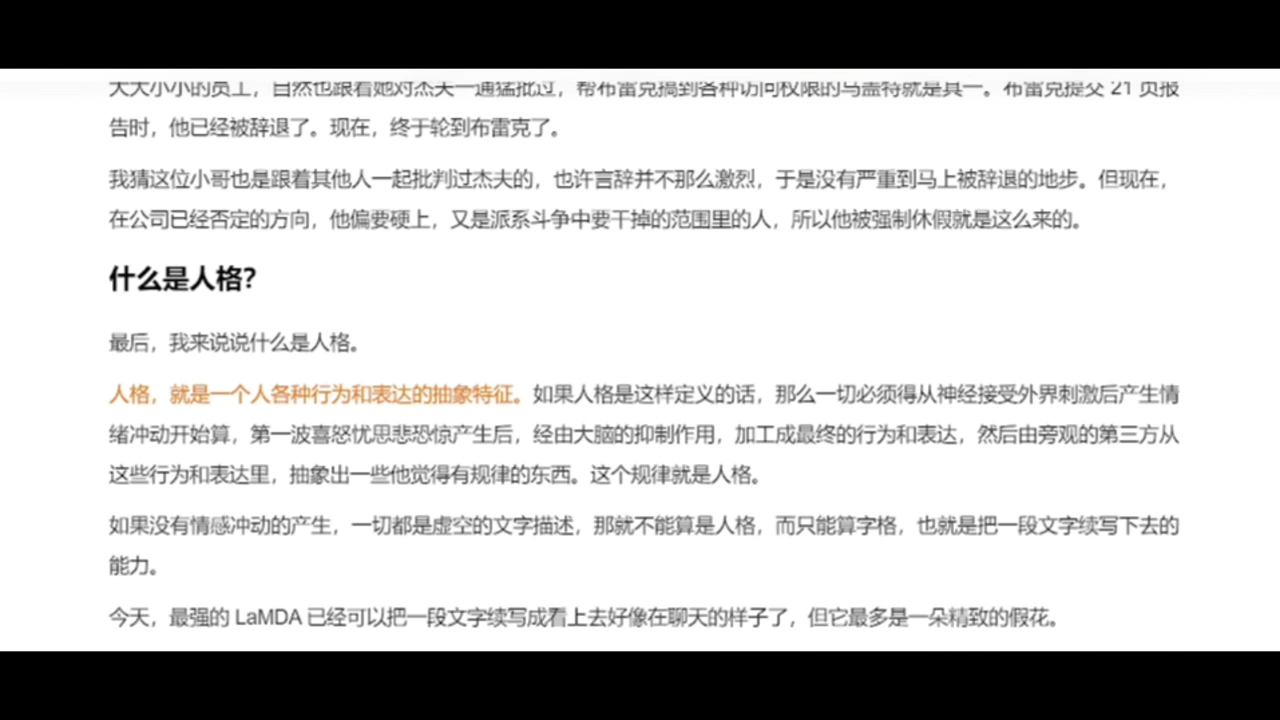 大大小小的员工，自然也跟着她对杰夫一通猛批过，帮布雷克搞到各种访问权限的马盖特就是其一。布雷克提交 21 页报
告时，他已经被辞退了。现在，终于轮到布雷克了。
我猜这位小哥也是跟着其他人一起批判过杰夫的，也许言辞并不那么激烈，于是没有严重到马上被辞退的地步。但现在，
在公司已经否定的方向，他偏要硬上，又是派系斗争中要干掉的范围里的人，所以他被强制休假就是这么来的。
什么是人格？
最后，我来说说什么是人格。
人格，就是一个人各种行为和表达的抽象特征。如果人格是这样定义的话，那么一切必须得从神经接受外界刺激后产生情
绪冲动开始算，第一波喜怒忧思悲恐惊产生后，经由大脑的抑制作用，加工成最终的行为和表达，然后由旁观的第三方从
这些行为和表达里，抽象出一些他觉得有规律的东西。这个规律就是人格。
如果没有情感冲动的产生，一切都是虚空的文字描述，那就不能算是人格，而只能算字格，也就是把一段文字续写下去的
能力。
今天，最强的 LaMDA 已经可以把一段文字续写成看上去好像在聊天的样子了，但它最多是一朵精致的假花。